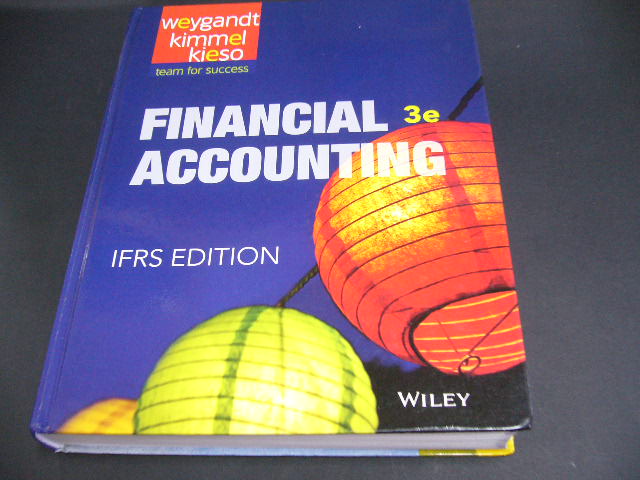 weygandt
kimmel
kieso
team for success
FINANCIAL 3e
ACCOUNTING
IFRS EDITION
WILEY